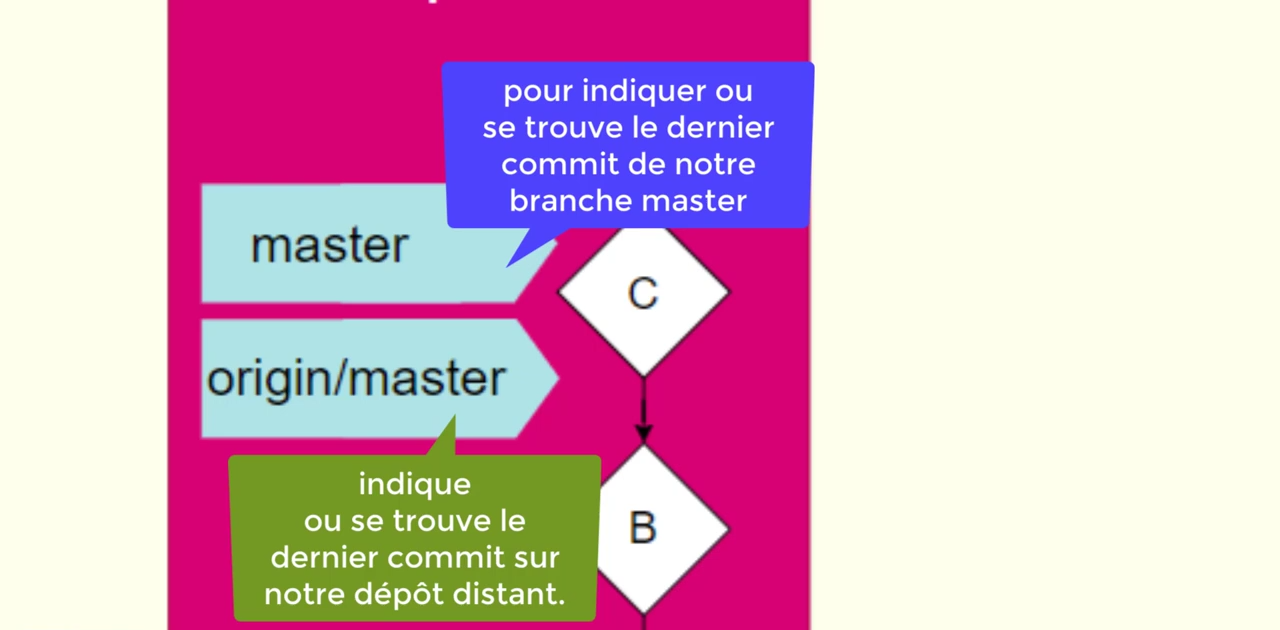 pour indiquer ou
se trouve le dernier
commit de notre
branche master
master
C
origin/master
indique
ou se trouve le
dernier commit sur
notre dépôt distant.
B